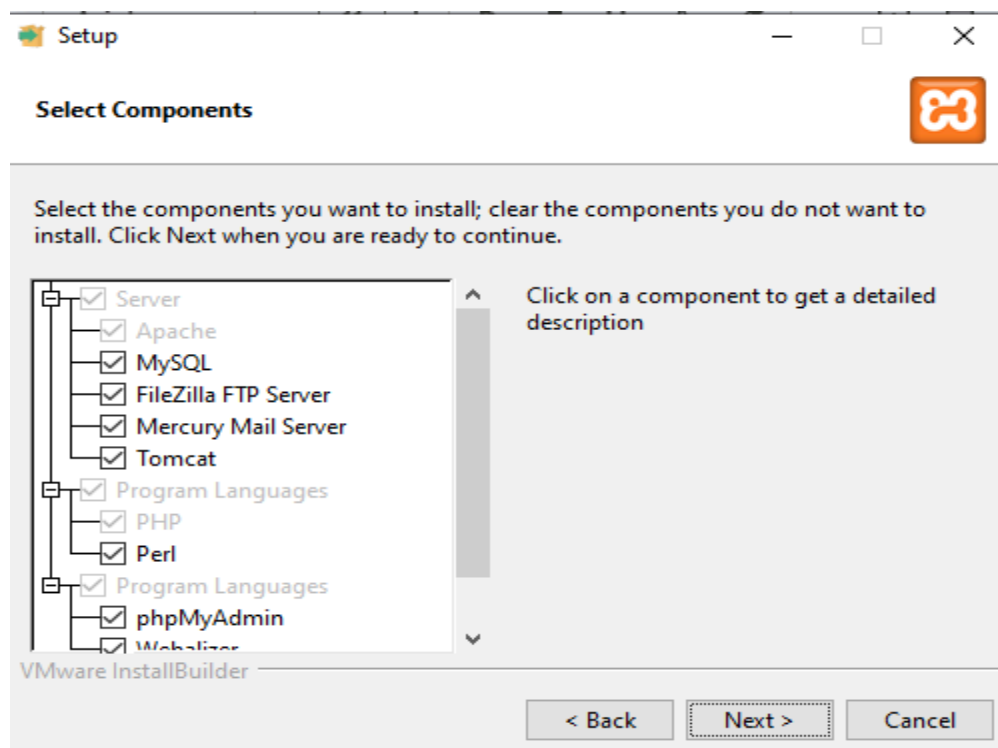 Setup
Select Components
Select the components you want to install; clear the components you do not want to
install. Click Next when you are ready to continue.
Server
Apache
MySQL
FileZilla FTP Server
Mercury Mail Server
Tomcat
Program Languages
PHP
Perl
Program Languages
phpMyAdmin
Webalizer
Click on a component to get a detailed
description
VMware InstallBuilder
< Back
Next >
Cancel